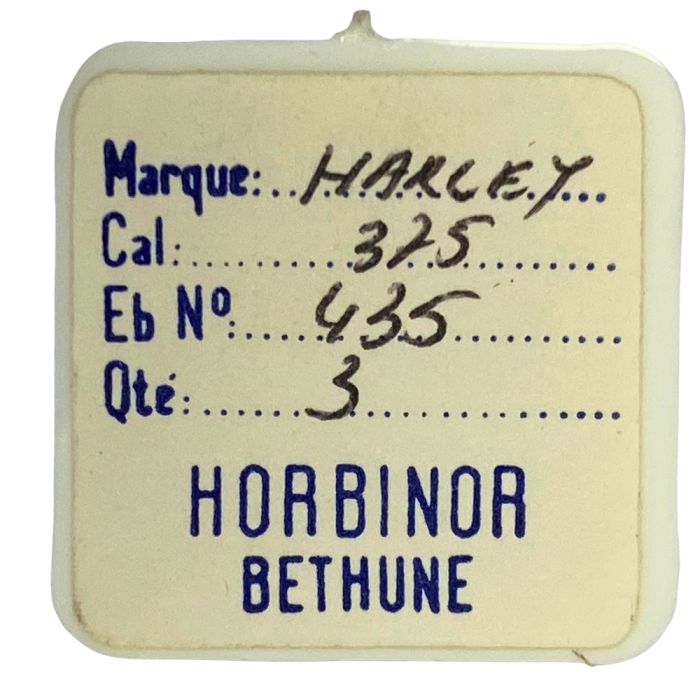 Marque: HARLEY
Cal: 325
Eb Nº: 435
Qté: 3
HORBINOR
BETHUNE